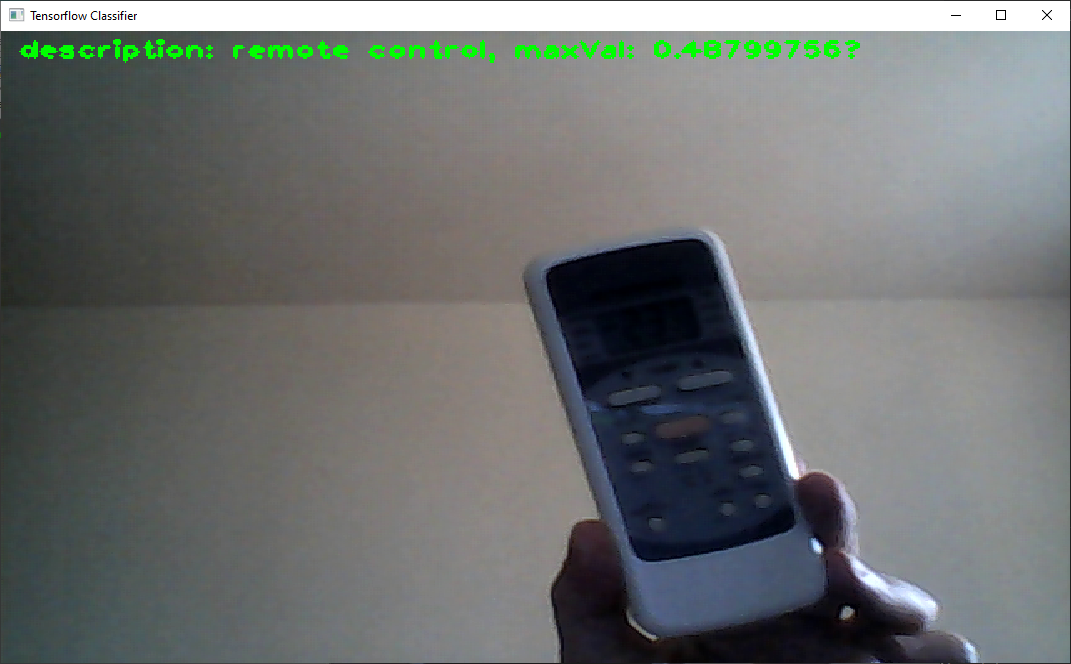 Tensorflow Classifier
description: remote control, maxVal: 0.48799756?